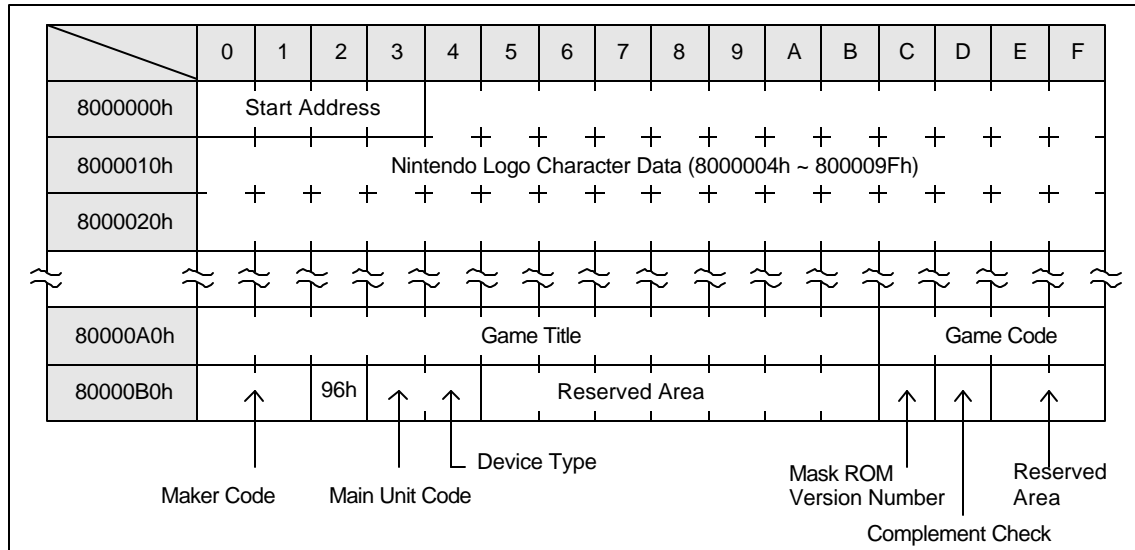 0 1 2 3 4 5 6 7 8 9 A B C D E F
8000000h Start Address
8000010h Nintendo Logo Character Data (8000004h ~ 800009Fh)
8000020h
80000A0h Game Title Game Code
80000B0h 96h Reserved Area
Device Type
Maker Code Main Unit Code
Mask ROM
Version Number
Reserved
Area
Complement Check